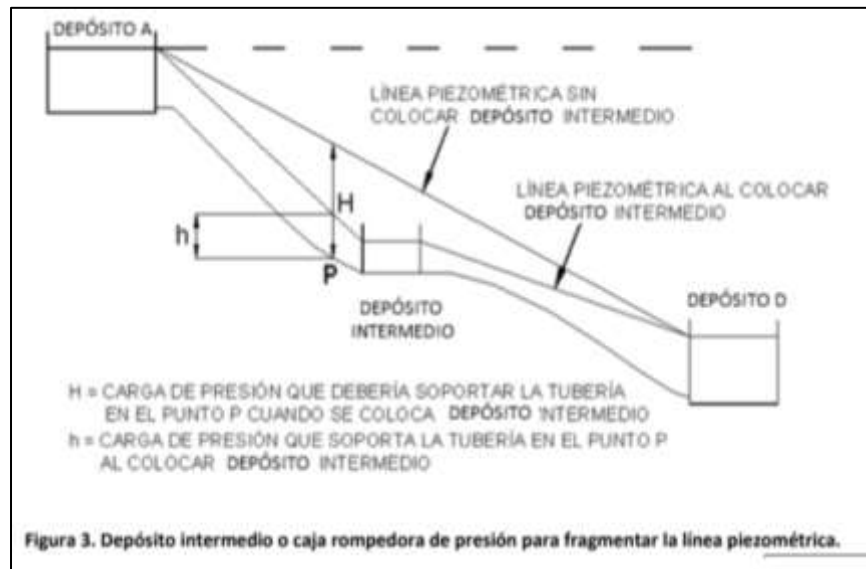 DEPÓSITO A
LÍNEA PIEZOMÉTRICA SIN
COLOCAR DEPÓSITO INTERMEDIO
LÍNEA PIEZOMÉTRICA AL COLOCAR
DEPÓSITO INTERMEDIO
H
h
P
DEPÓSITO
INTERMEDIO
DEPÓSITO D
H = CARGA DE PRESIÓN QUE DEBERÍA SOPORTAR LA TUBERÍA
EN EL PUNTO P CUANDO SE COLOCA DEPÓSITO INTERMEDIO
h = CARGA DE PRESIÓN QUE SOPORTA LA TUBERÍA EN EL PUNTO P
AL COLOCAR DEPÓSITO INTERMEDIO
Figura 3. Depósito intermedio o caja rompedora de presión para fragmentar la línea piezométrica.